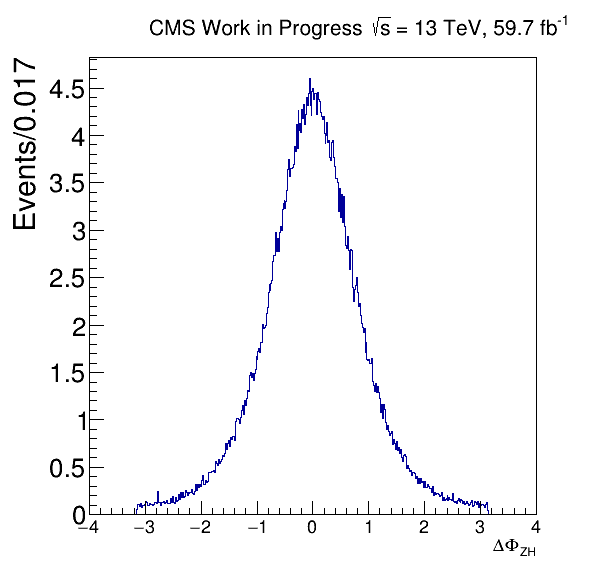 CMS Work in Progress √s = 13 TeV, 59.7 fb⁻¹
Events/0.017
4.5
4
3.5
3
2.5
2
1.5
1
0.5
0
−4 −3 −2 −1 0 1 2 3 4
ΔΦ_ZH